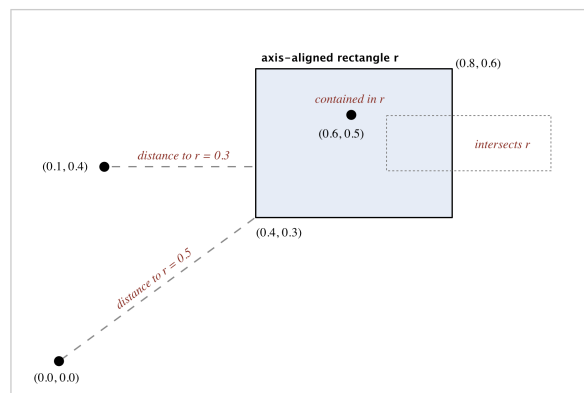 axis-aligned rectangle r
(0.8, 0.6)
contained in r
(0.6, 0.5)
intersects r
distance to r = 0.3
(0.1, 0.4)
(0.4, 0.3)
distance to r = 0.5
(0.0, 0.0)